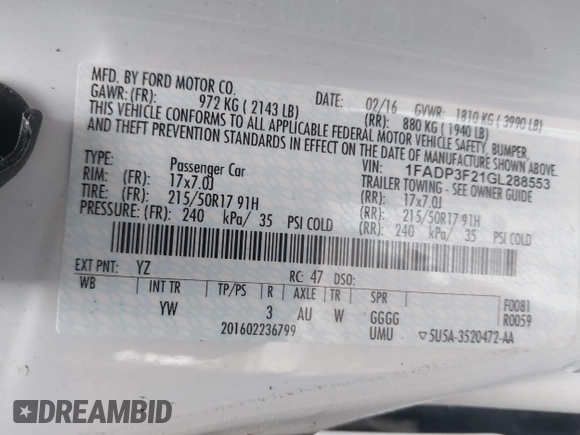 MFD. BY FORD MOTOR CO.
DATE: 02/16 GVWR: 1810 KG ( 3990 LB)
GAWR: (FR): 972 KG ( 2143 LB) (RR): 880 KG ( 1940 LB)
THIS VEHICLE CONFORMS TO ALL APPLICABLE FEDERAL MOTOR VEHICLE SAFETY, BUMPER,
AND THEFT PREVENTION STANDARDS IN EFFECT ON THE DATE OF MANUFACTURE SHOWN ABOVE.
VIN: 1FADP3F21GL288553
TYPE: Passenger Car TRAILER TOWING - SEE OWNER GUIDE
RIM: 17x7.0J 17x7.0J
TIRE: (FR): 215/50R17 91H (RR): 215/50R17 91H
PRESSURE: (FR): 240 kPa/ 35 PSI COLD (RR): 240 kPa/ 35 PSI COLD
EXT PNT: YZ RC: 47 DSO:
WB INT TR TP/PS R AXLE TR SPR
YW 3 AU W GGGG F0081
R0059
201602236799 UMU ▽5U5A-3520472-AA
DREAMBID